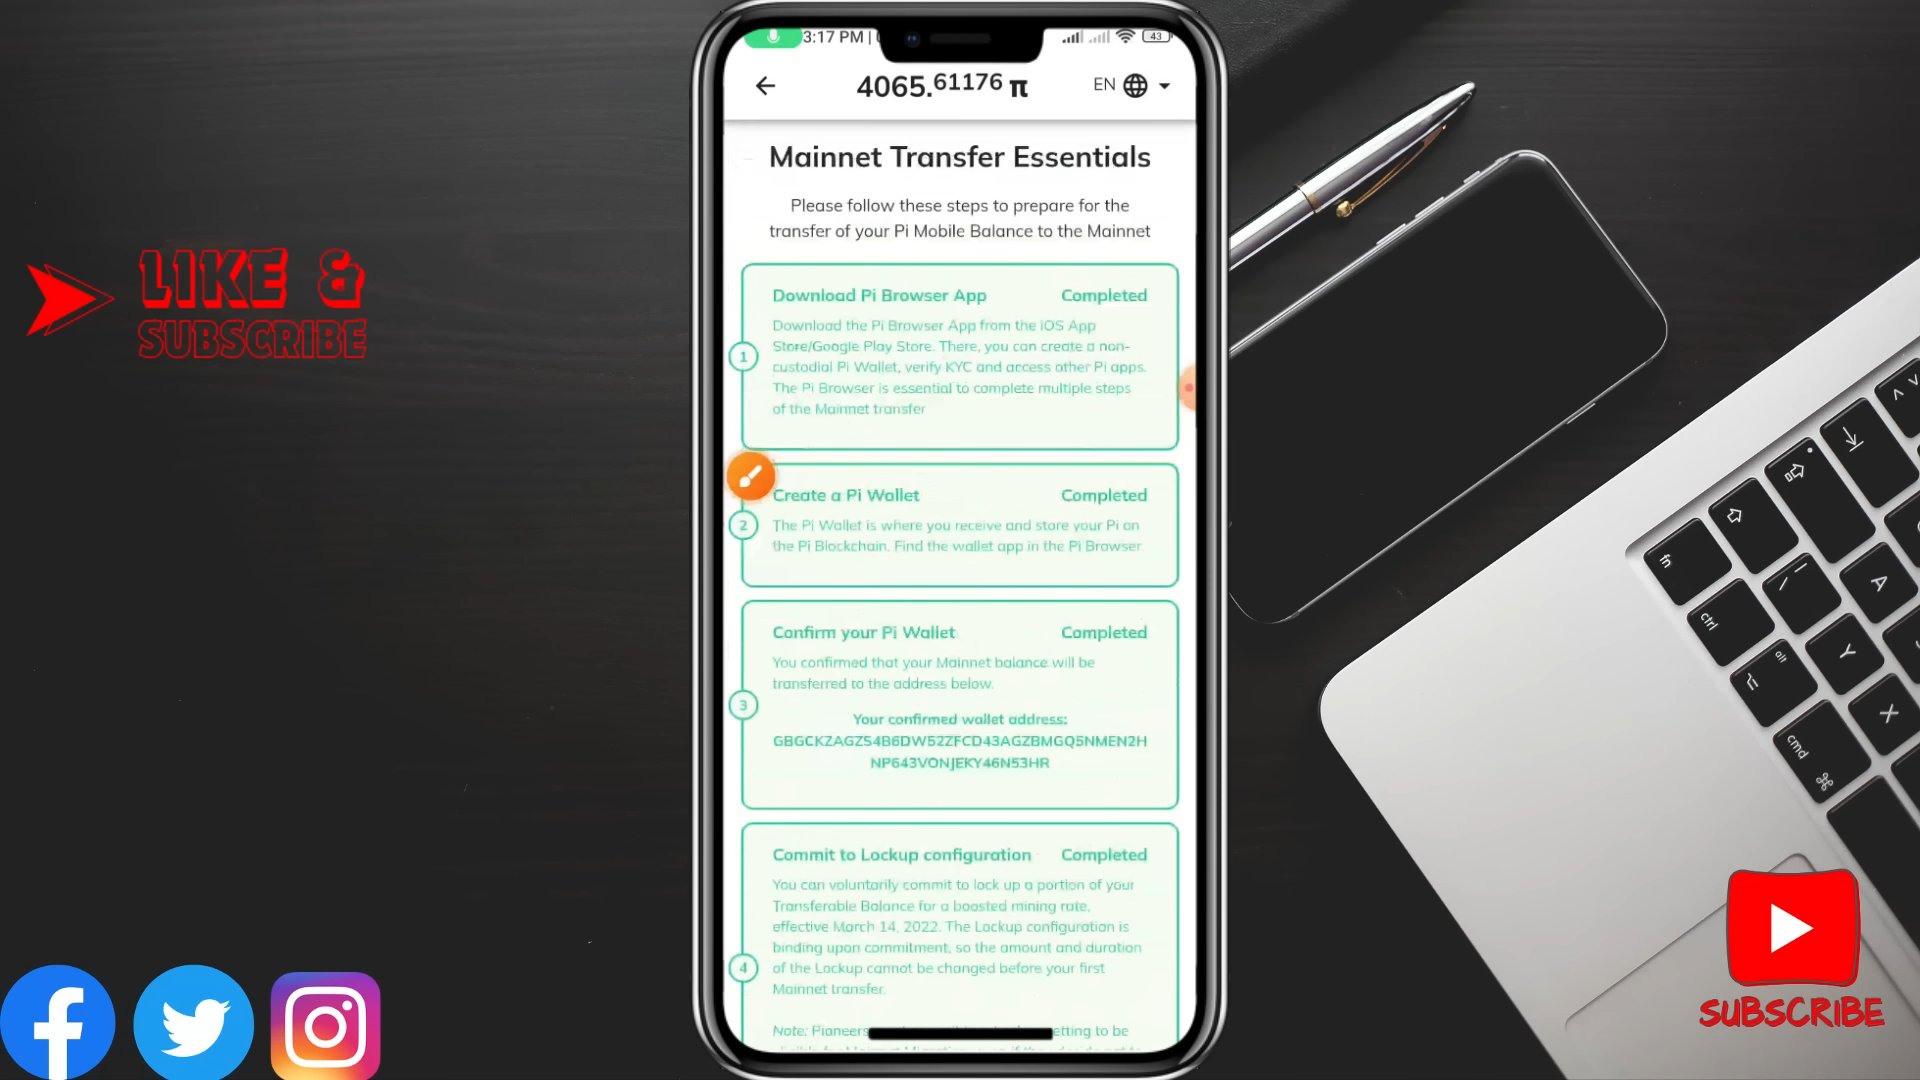 3:17 PM |
43
4065.61176 π
EN
Mainnet Transfer Essentials
Please follow these steps to prepare for the
transfer of your Pi Mobile Balance to the Mainnet
Download Pi Browser App Completed
Download the Pi Browser App from the iOS App
Store/Google Play Store. There, you can create a non-
custodial Pi Wallet, verify KYC and access other Pi apps.
The Pi Browser is essential to complete multiple steps
of the Mainnet transfer
1
Create a Pi Wallet Completed
The Pi Wallet is where you receive and store your Pi on
the Pi Blockchain. Find the wallet app in the Pi Browser
2
Confirm your Pi Wallet Completed
You confirmed that your Mainnet balance will be
transferred to the address below.
3
Your confirmed wallet address:
GBGCKZAGZS4B6DW52ZFCD43AGZBMGQ5NMEN2H
NP643VONJEKY46N53HR
Commit to Lockup configuration Completed
You can voluntarily commit to lock up a portion of your
Transferable Balance for a boosted mining rate,
effective March 14, 2022. The Lockup configuration is
binding upon commitment, so the amount and duration
of the Lockup cannot be changed before your first
Mainnet transfer.
4
Note: Pioneers etting to be
LIKE &
SUBSCRIBE
SUBSCRIBE
fn
ctrl
alt
cmd
⌘
A
Y
X